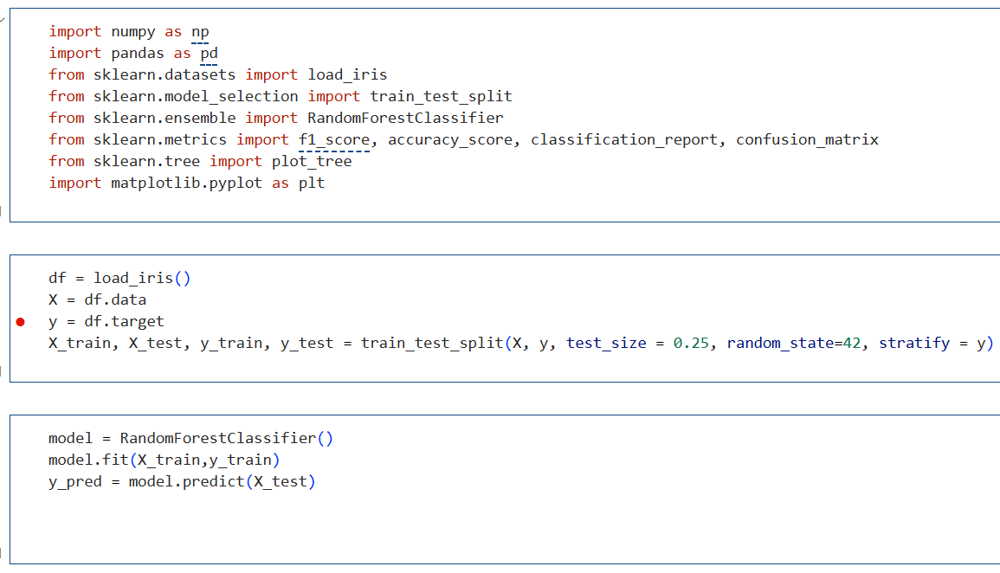 import numpy as np
import pandas as pd
from sklearn.datasets import load_iris
from sklearn.model_selection import train_test_split
from sklearn.ensemble import RandomForestClassifier
from sklearn.metrics import f1_score, accuracy_score, classification_report, confusion_matrix
from sklearn.tree import plot_tree
import matplotlib.pyplot as plt
df = load_iris()
X = df.data
y = df.target
X_train, X_test, y_train, y_test = train_test_split(X, y, test_size = 0.25, random_state=42, stratify = y)
model = RandomForestClassifier()
model.fit(X_train,y_train)
y_pred = model.predict(X_test)